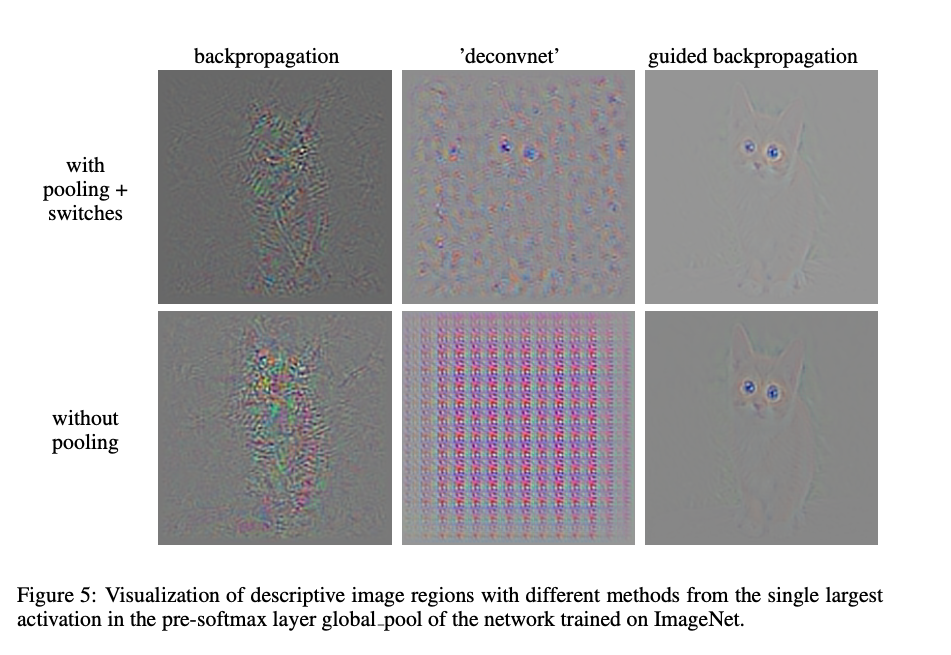 backpropagation
’deconvnet’
guided backpropagation
with
pooling +
switches
without
pooling
Figure 5: Visualization of descriptive image regions with different methods from the single largest
activation in the pre-softmax layer global_pool of the network trained on ImageNet.